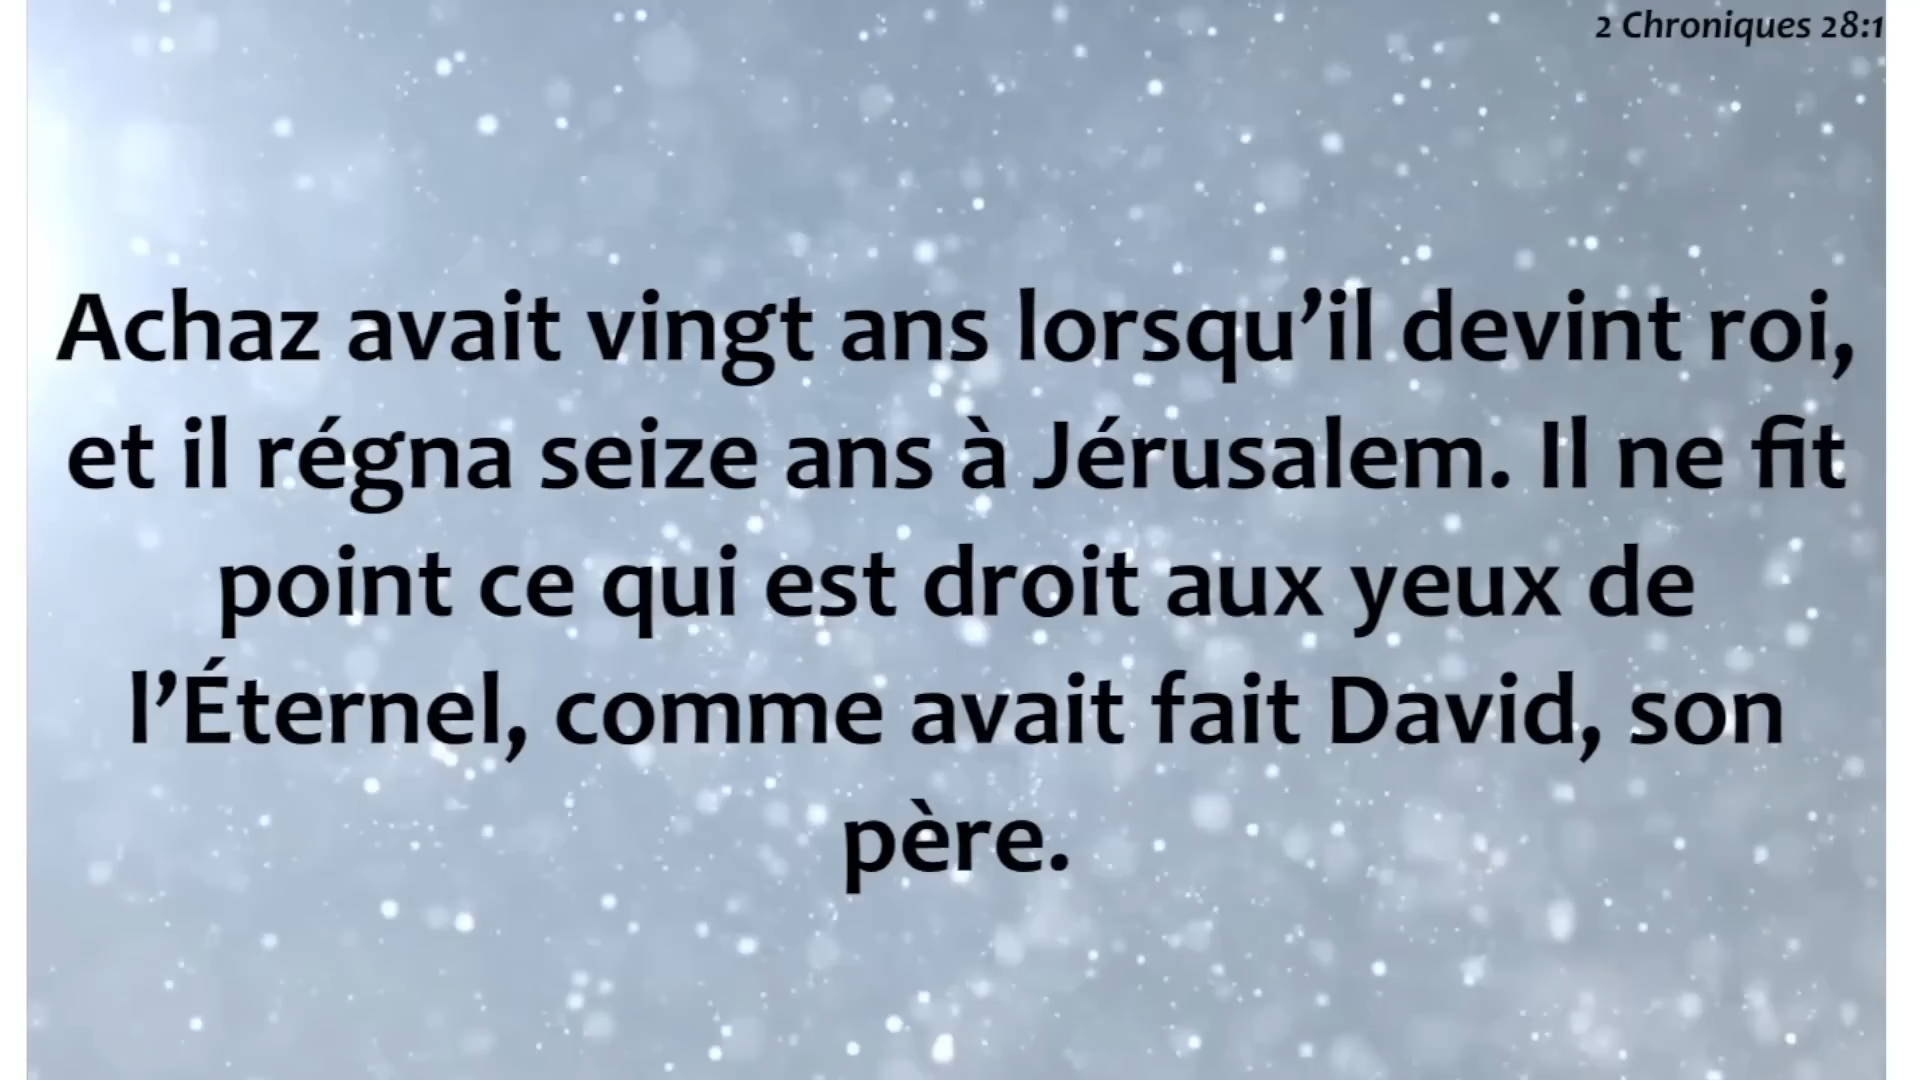 2 Chroniques 28:1
Achaz avait vingt ans lorsqu’il devint roi,
et il régna seize ans à Jérusalem. Il ne fit
point ce qui est droit aux yeux de
l’Éternel, comme avait fait David, son
père.